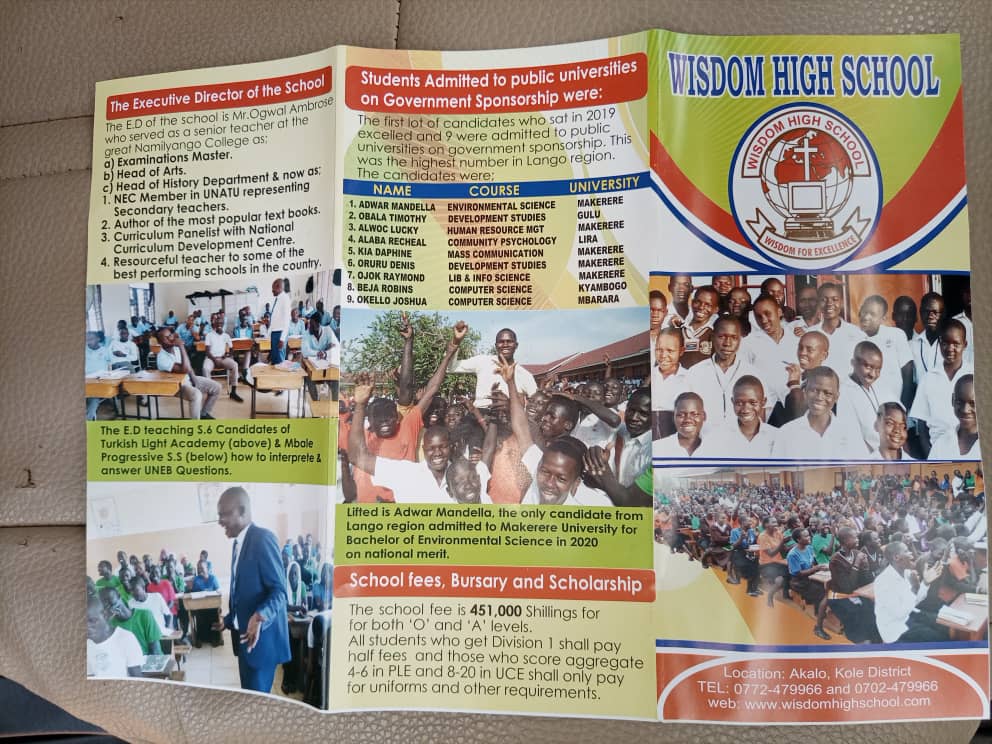 The Executive Director of the School
The E.D of the school is Mr.Ogwal Ambrose
who served as a senior teacher at the
great Namilyango College as;
a) Examinations Master.
b) Head of Arts.
c) Head of History Department & now as;
1. NEC Member in UNATU representing
Secondary teachers.
2. Author of the most popular text books.
3. Curriculum Panelist with National
Curriculum Development Centre.
4. Resourceful teacher to some of the
best performing schools in the country.
The E.D teaching S.6 Candidates of
Turkish Light Academy (above) & Mbale
Progressive S.S (below) how to interprete &
answer UNEB Questions.
Students Admitted to public universities
on Government Sponsorship were:
The first lot of candidates who sat in 2019
excelled and 9 were admitted to public
universities on government sponsorship. This
was the highest number in Lango region.
The candidates were;
NAME COURSE UNIVERSITY
1. ADWAR MANDELLA ENVIRONMENTAL SCIENCE MAKERERE
2. OBALA TIMOTHY DEVELOPMENT STUDIES GULU
3. ALWOC LUCKY HUMAN RESOURCE MGT MAKERERE
4. ALABA RECHEAL COMMUNITY PSYCHOLOGY LIRA
5. KIA DAPHINE MASS COMMUNICATION MAKERERE
6. ORURU DENIS DEVELOPMENT STUDIES MAKERERE
7. OJOK RAYMOND LIB & INFO SCIENCE MAKERERE
8. BEJA ROBINS COMPUTER SCIENCE KYAMBOGO
9. OKELLO JOSHUA COMPUTER SCIENCE MBARARA
Lifted is Adwar Mandella, the only candidate from
Lango region admitted to Makerere University for
Bachelor of Environmental Science in 2020
on national merit.
School fees, Bursary and Scholarship
The school fee is 451,000 Shillings for
for both ‘O’ and ‘A’ levels.
All students who get Division 1 shall pay
half fees and those who score aggregate
4-6 in PLE and 8-20 in UCE shall only pay
for uniforms and other requirements.
WISDOM HIGH SCHOOL
WISDOM HIGH SCHOOL
WISDOM FOR EXCELLENCE
Location: Akalo, Kole District
TEL: 0772-479966 and 0702-479966
web: www.wisdomhighschool.com